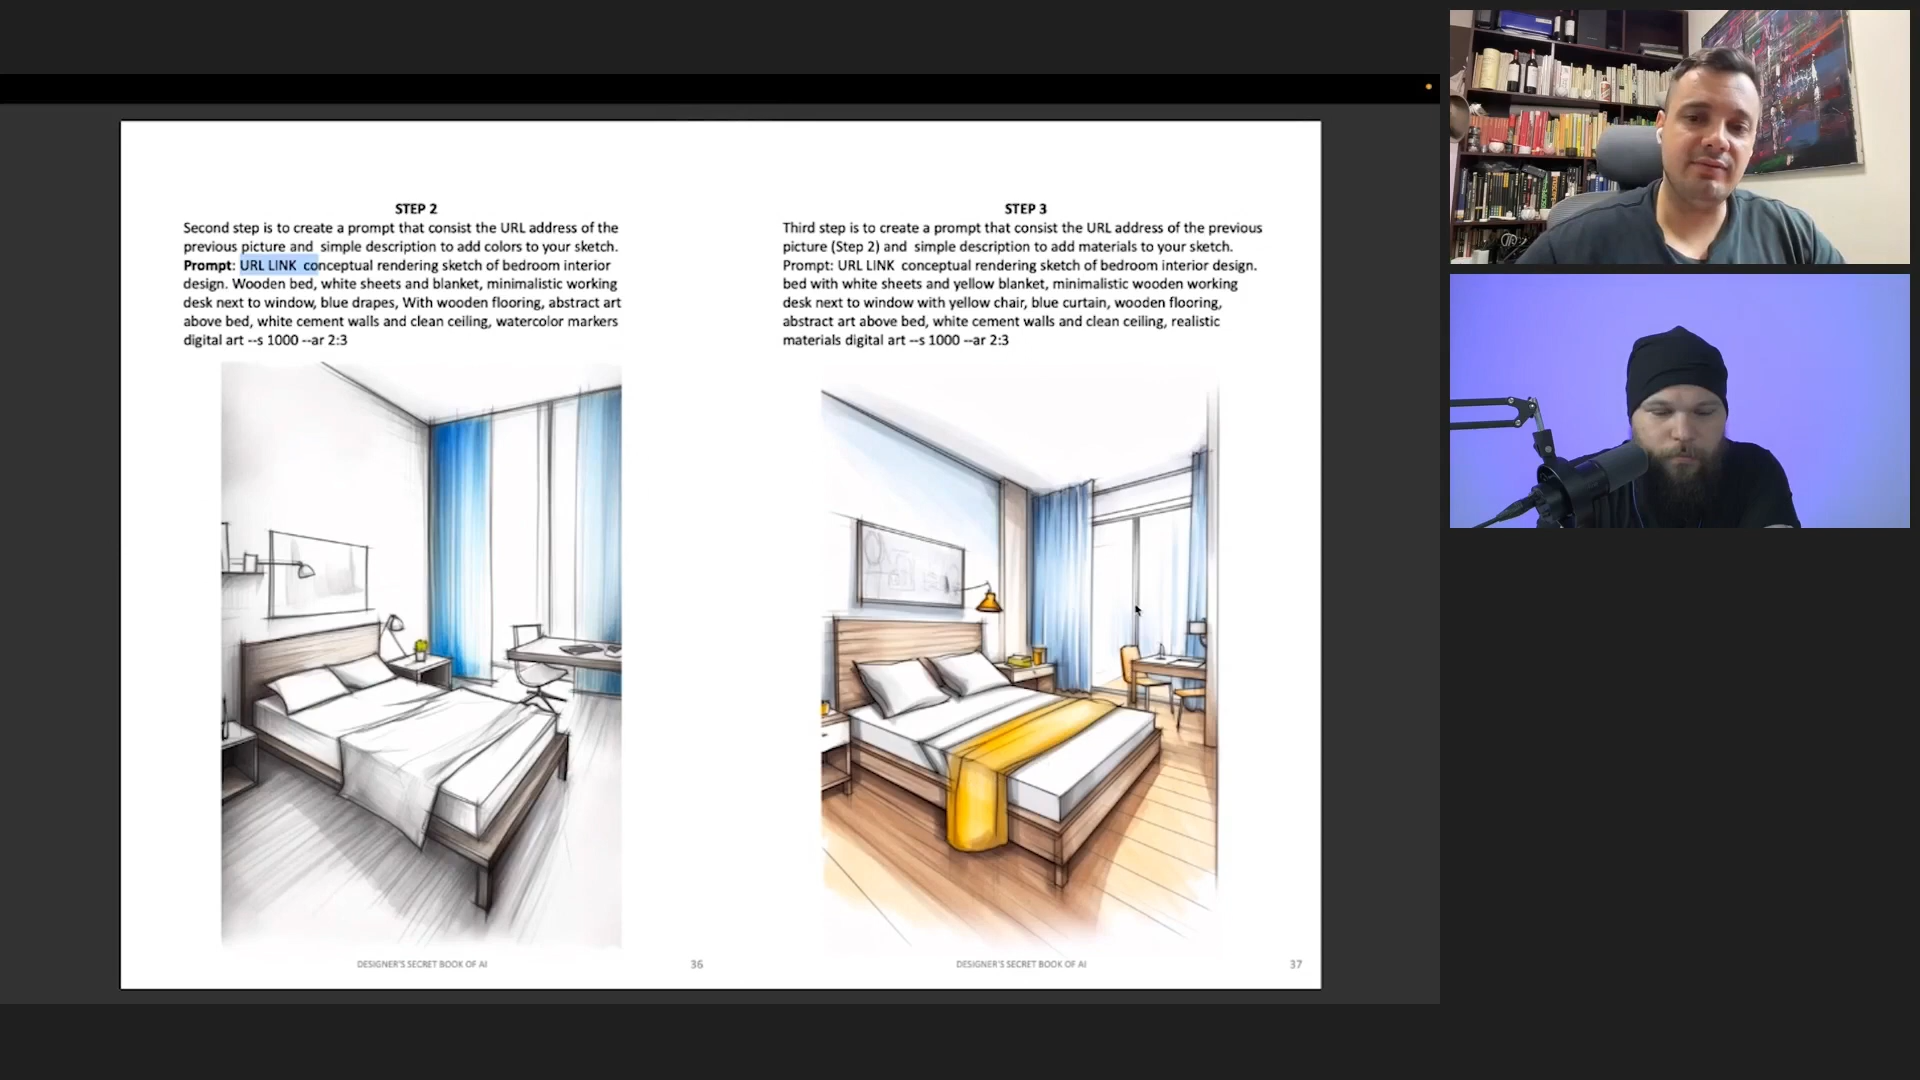 STEP 2
Second step is to create a prompt that consist the URL address of the
previous picture and  simple description to add colors to your sketch.
Prompt: URL LINK  conceptual rendering sketch of bedroom interior
design. Wooden bed, white sheets and blanket, minimalistic working
desk next to window, blue drapes, With wooden flooring, abstract art
above bed, white cement walls and clean ceiling, watercolor markers
digital art --s 1000 --ar 2:3
DESIGNER'S SECRET BOOK OF AI
36
STEP 3
Third step is to create a prompt that consist the URL address of the previous
picture (Step 2) and  simple description to add materials to your sketch.
Prompt: URL LINK  conceptual rendering sketch of bedroom interior design.
bed with white sheets and yellow blanket, minimalistic wooden working
desk next to window with yellow chair, blue curtain, wooden flooring,
abstract art above bed, white cement walls and clean ceiling, realistic
materials digital art --s 1000 --ar 2:3
DESIGNER'S SECRET BOOK OF AI
37